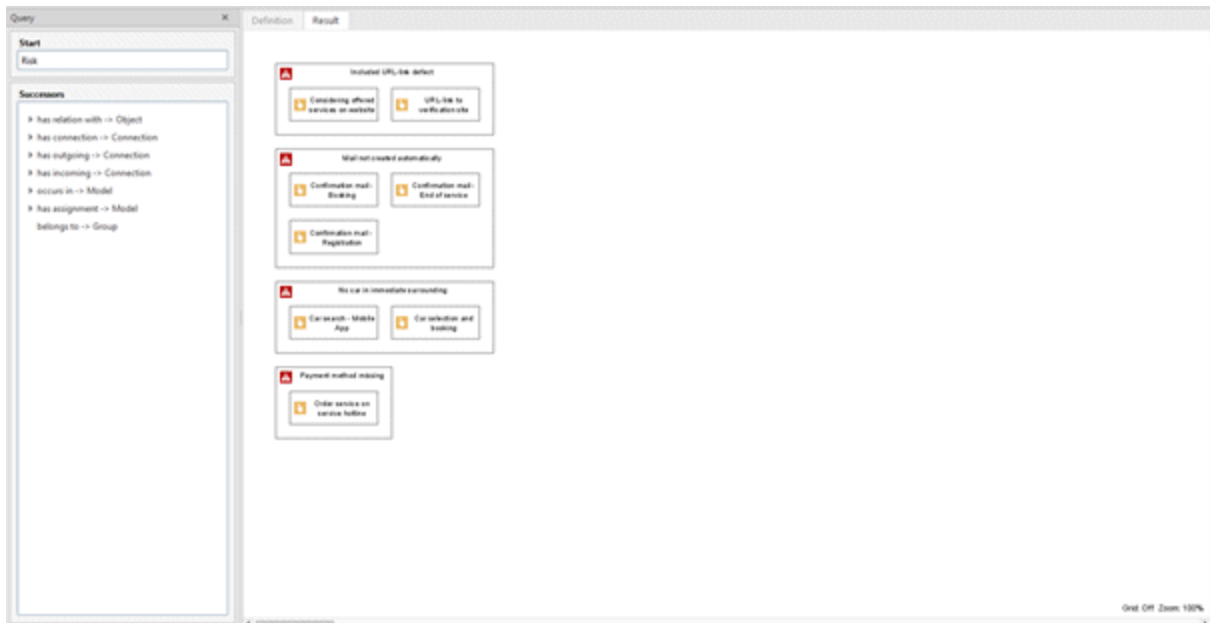 Query
×
Definition
Result
Start
Risk
Successors
has relation with -> Object
has connection -> Connection
has outgoing -> Connection
has incoming -> Connection
occurs in -> Model
has assignment -> Model
belongs to -> Group
Included URL-link defect
Considering offered
services on website
URL-link to
verification site
Mail not created automatically
Confirmation mail -
Booking
Confirmation mail -
End of service
Confirmation mail -
Registration
No car in immediate surrounding
Car search - Mobile
App
Car selection and
booking
Payment method missing
Order service on
service hotline
Grid: Off Zoom: 100%